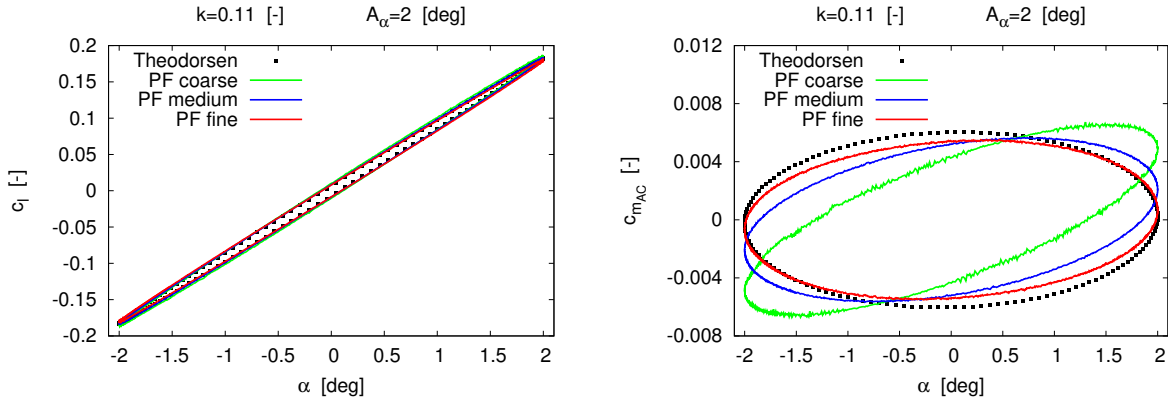 k=0.11 [-] A_α=2 [deg]
0.2
0.15
0.1
0.05
0
-0.05
-0.1
-0.15
-0.2
c_l [-]
Theodorsen
PF coarse
PF medium
PF fine
-2 -1.5 -1 -0.5 0 0.5 1 1.5 2
α [deg]
k=0.11 [-] A_α=2 [deg]
0.012
0.008
0.004
0
-0.004
-0.008
c_{m_{AC}} [-]
Theodorsen
PF coarse
PF medium
PF fine
-2 -1.5 -1 -0.5 0 0.5 1 1.5 2
α [deg]